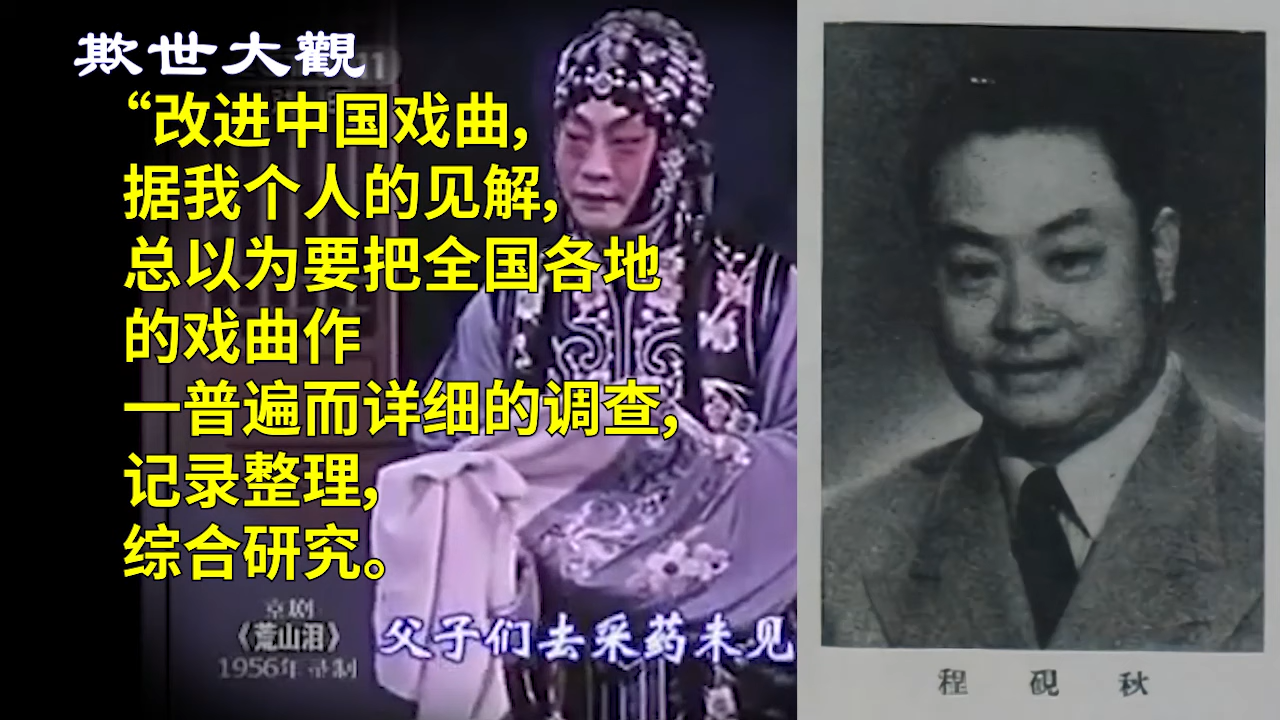 欺世大觀
“改进中国戏曲,
据我个人的见解,
总以为要把全国各地
的戏曲作
一普遍而详细的调查,
记录整理,
综合研究。
京剧
《荒山泪》
1956年录制
父子们去采药未见
程砚秋